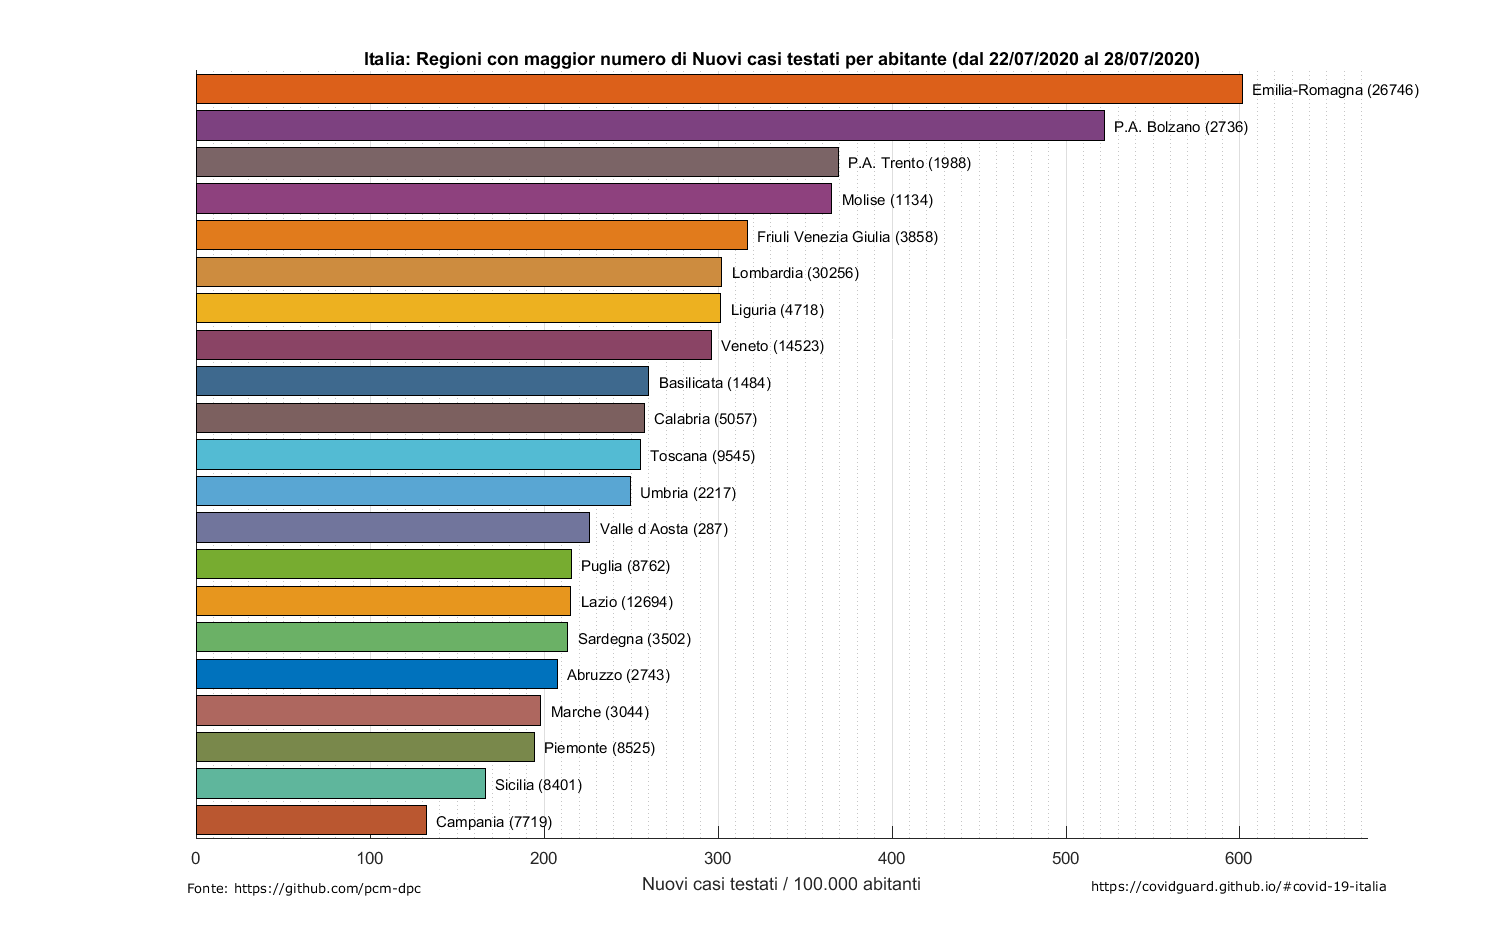 Italia: Regioni con maggior numero di Nuovi casi testati per abitante (dal 22/07/2020 al 28/07/2020)
Emilia-Romagna (26746)
P.A. Bolzano (2736)
P.A. Trento (1988)
Molise (1134)
Friuli Venezia Giulia (3858)
Lombardia (30256)
Liguria (4718)
Veneto (14523)
Basilicata (1484)
Calabria (5057)
Toscana (9545)
Umbria (2217)
Valle d Aosta (287)
Puglia (8762)
Lazio (12694)
Sardegna (3502)
Abruzzo (2743)
Marche (3044)
Piemonte (8525)
Sicilia (8401)
Campania (7719)
0 100 200 300 400 500 600
Nuovi casi testati / 100.000 abitanti
Fonte: https://github.com/pcm-dpc
https://covidguard.github.io/#covid-19-italia